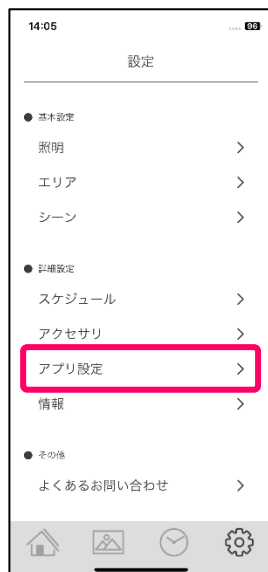 14:05
96
設定
● 基本設定
照明
エリア
シーン
● 詳細設定
スケジュール
アクセサリ
アプリ設定
情報
● その他
よくあるお問い合わせ